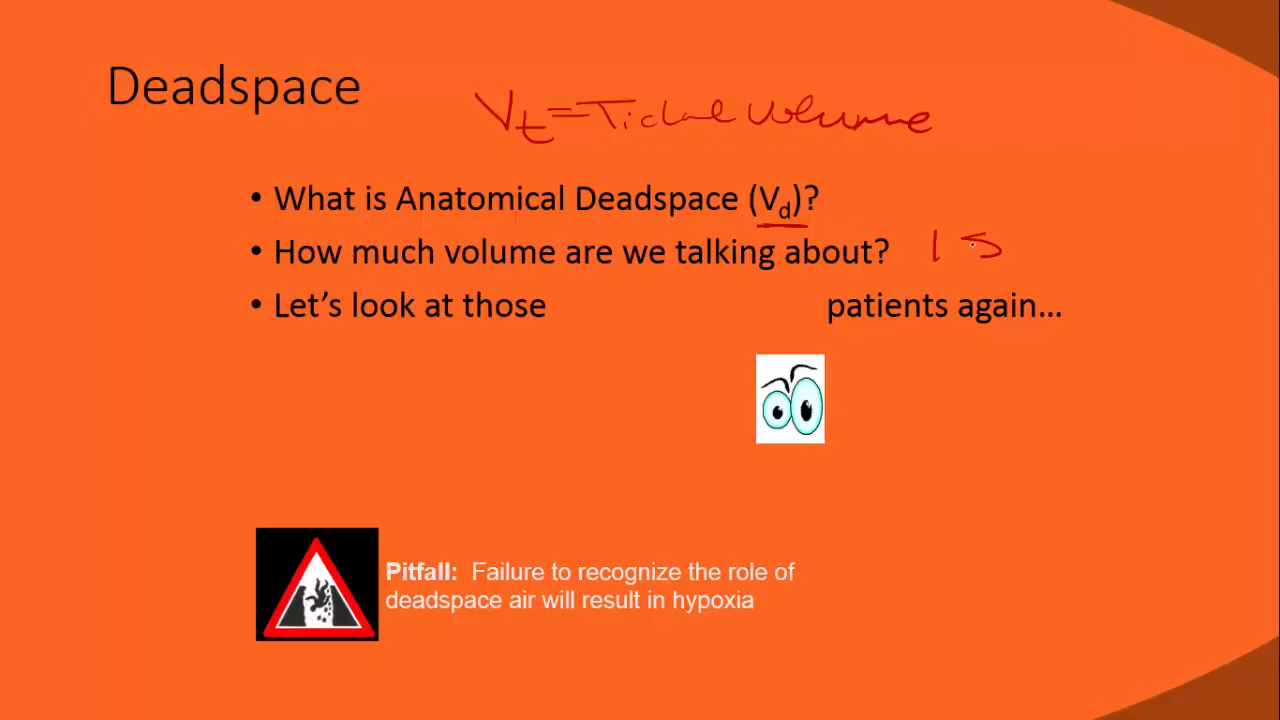 Deadspace
Vt = Tidal volume
• What is Anatomical Deadspace (Vd)?
• How much volume are we talking about? 15
• Let's look at those patients again...
Pitfall: Failure to recognize the role of
deadspace air will result in hypoxia